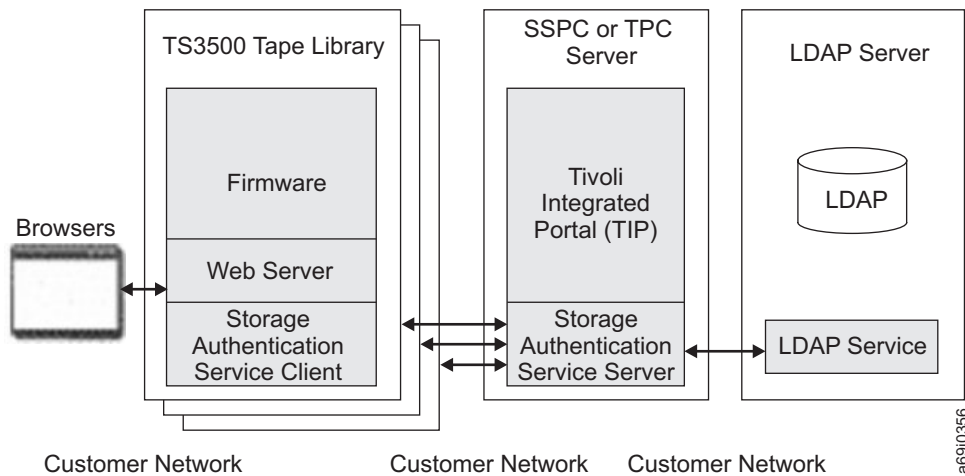 TS3500 Tape Library
Firmware
Web Server
Storage
Authentication
Service Client
Browsers
SSPC or TPC
Server
Tivoli
Integrated
Portal (TIP)
Storage
Authentication
Service Server
LDAP Server
LDAP
LDAP Service
Customer Network
Customer Network
Customer Network
a69i0356